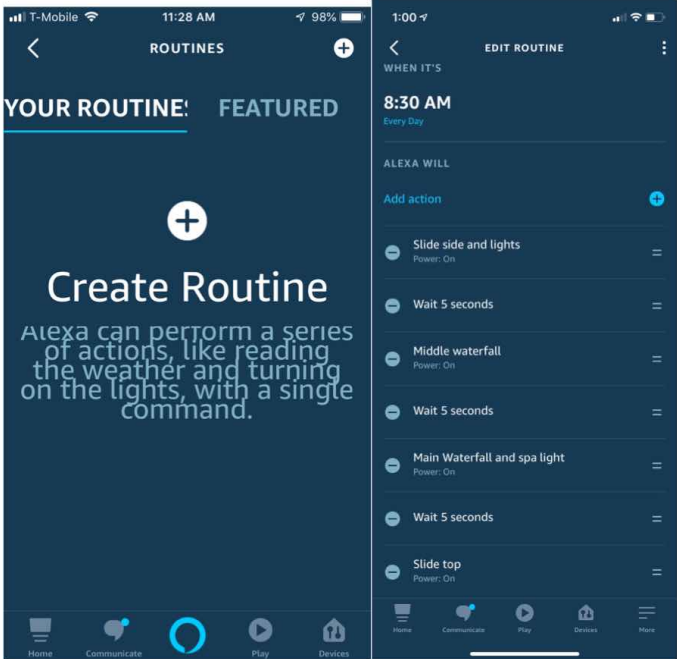 T-Mobile 11:28 AM 98%
ROUTINES
YOUR ROUTINES FEATURED
Create Routine
Alexa can perform a series
of actions, like reading
the weather and turning
on the lights, with a single
command.
Home Communicate Play Devices
1:00
EDIT ROUTINE
WHEN IT'S
8:30 AM
Every Day
ALEXA WILL
Add action
Slide side and lights
Power: On
Wait 5 seconds
Middle waterfall
Power: On
Wait 5 seconds
Main Waterfall and spa light
Power: On
Wait 5 seconds
Slide top
Power: On
Home Communicate Play Devices More